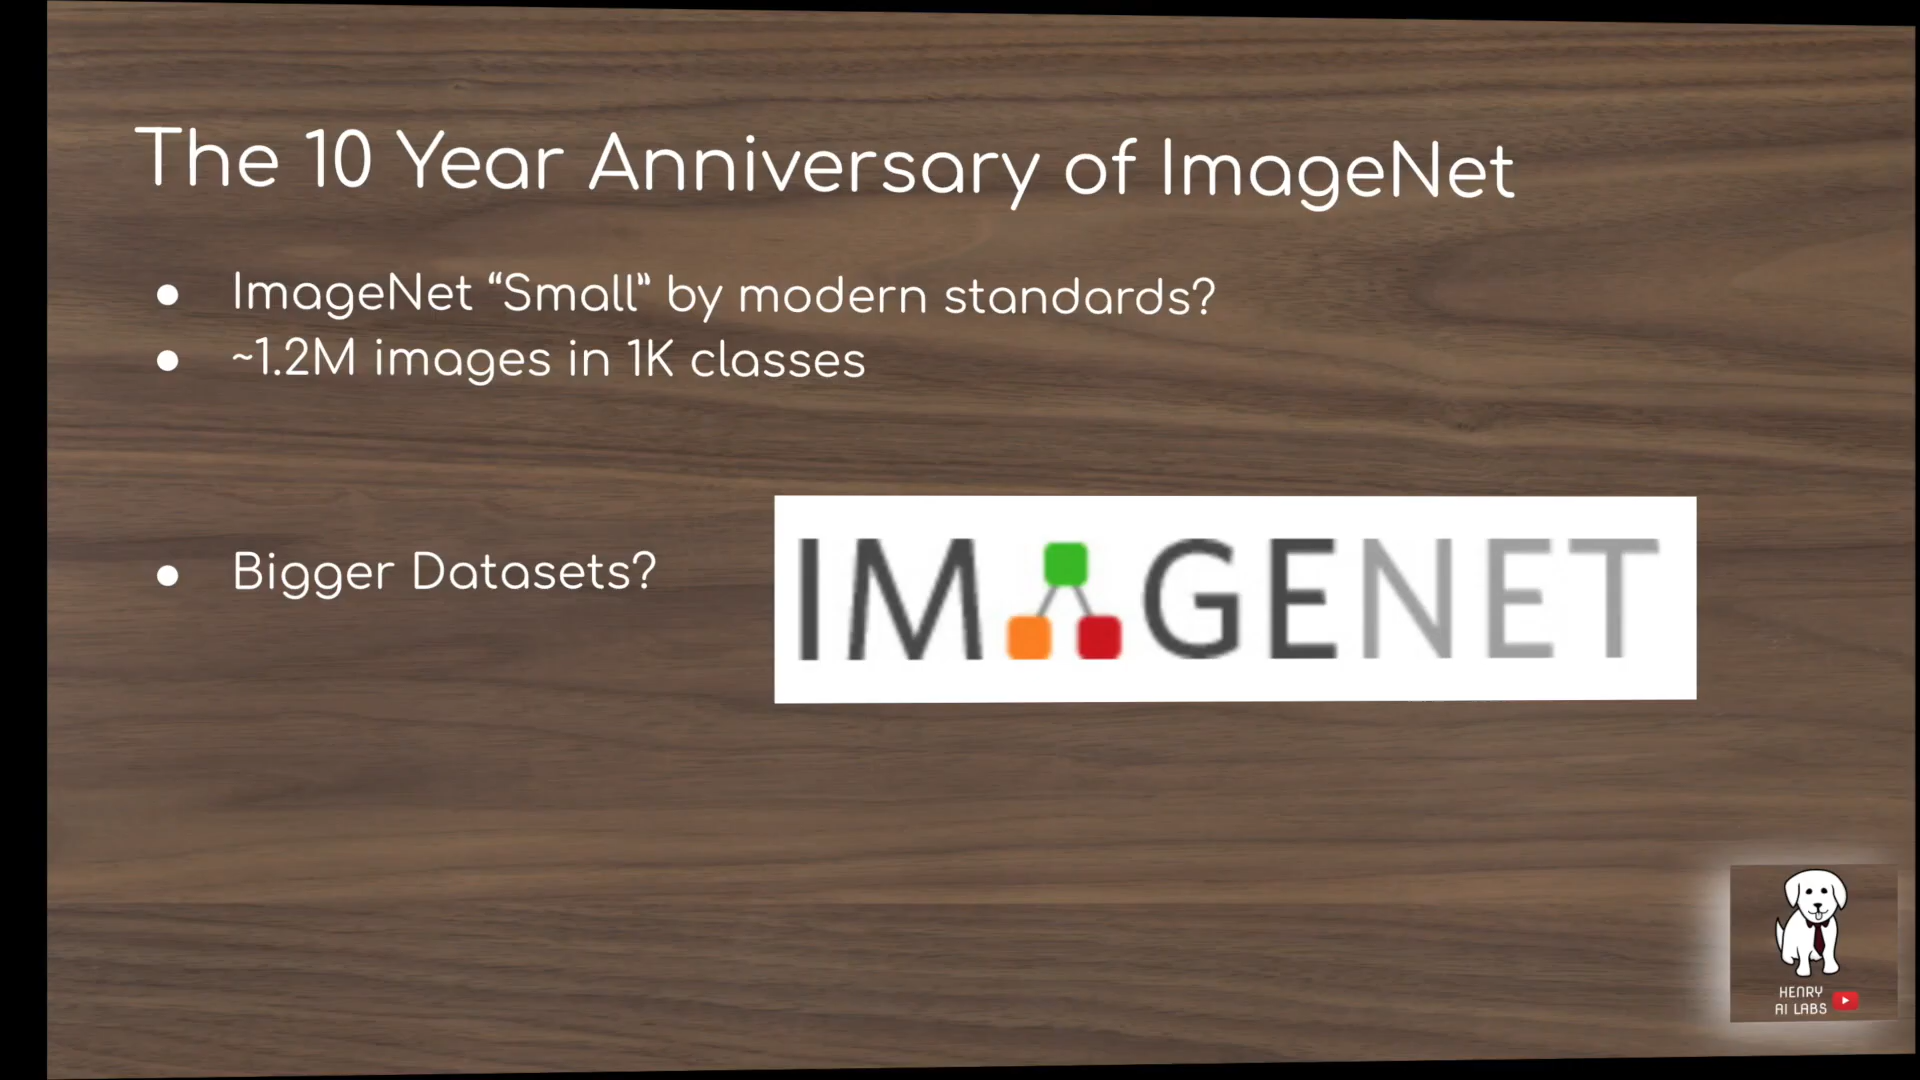 The 10 Year Anniversary of ImageNet
● ImageNet “Small” by modern standards?
● ~1.2M images in 1K classes
● Bigger Datasets?
IMAGENET
HENRY
AI LABS